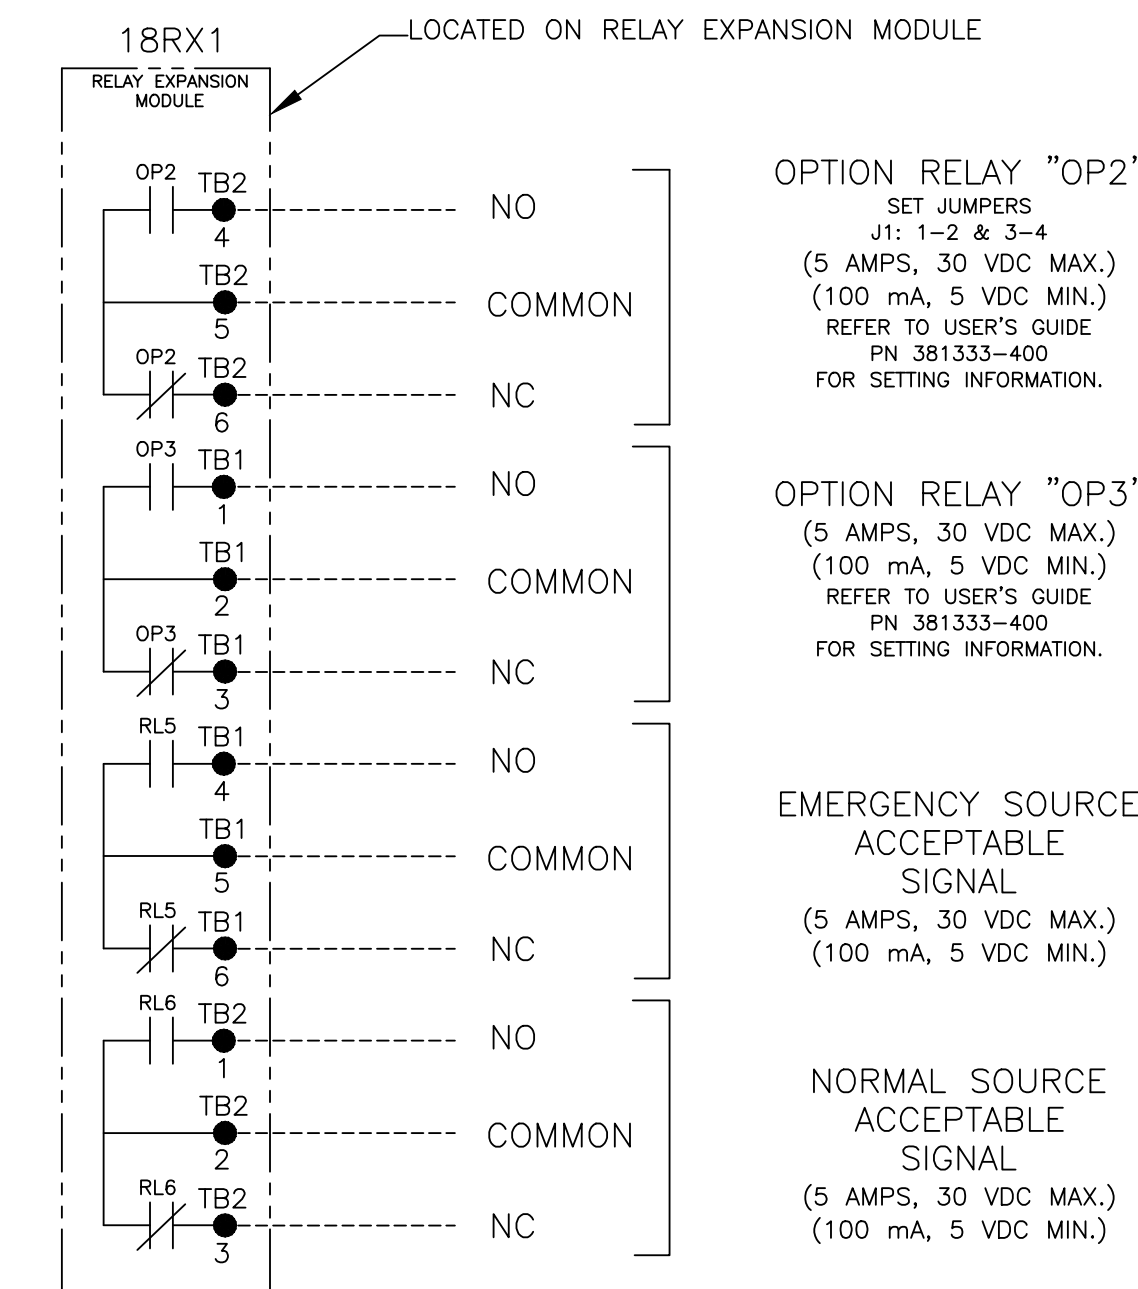 18RX1
LOCATED ON RELAY EXPANSION MODULE
RELAY EXPANSION
MODULE
OP2
TB2
4
NO
TB2
5
COMMON
OP2
TB2
6
NC
OPTION RELAY "OP2'
SET JUMPERS
J1: 1-2 & 3-4
(5 AMPS, 30 VDC MAX.)
(100 mA, 5 VDC MIN.)
REFER TO USER'S GUIDE
PN 381333-400
FOR SETTING INFORMATION.
OP3
TB1
1
NO
TB1
2
COMMON
OP3
TB1
3
NC
OPTION RELAY "OP3'
(5 AMPS, 30 VDC MAX.)
(100 mA, 5 VDC MIN.)
REFER TO USER'S GUIDE
PN 381333-400
FOR SETTING INFORMATION.
RL5
TB1
4
NO
TB1
5
COMMON
RL5
TB1
6
NC
EMERGENCY SOURCE
ACCEPTABLE
SIGNAL
(5 AMPS, 30 VDC MAX.)
(100 mA, 5 VDC MIN.)
RL6
TB2
1
NO
TB2
2
COMMON
RL6
TB2
3
NC
NORMAL SOURCE
ACCEPTABLE
SIGNAL
(5 AMPS, 30 VDC MAX.)
(100 mA, 5 VDC MIN.)